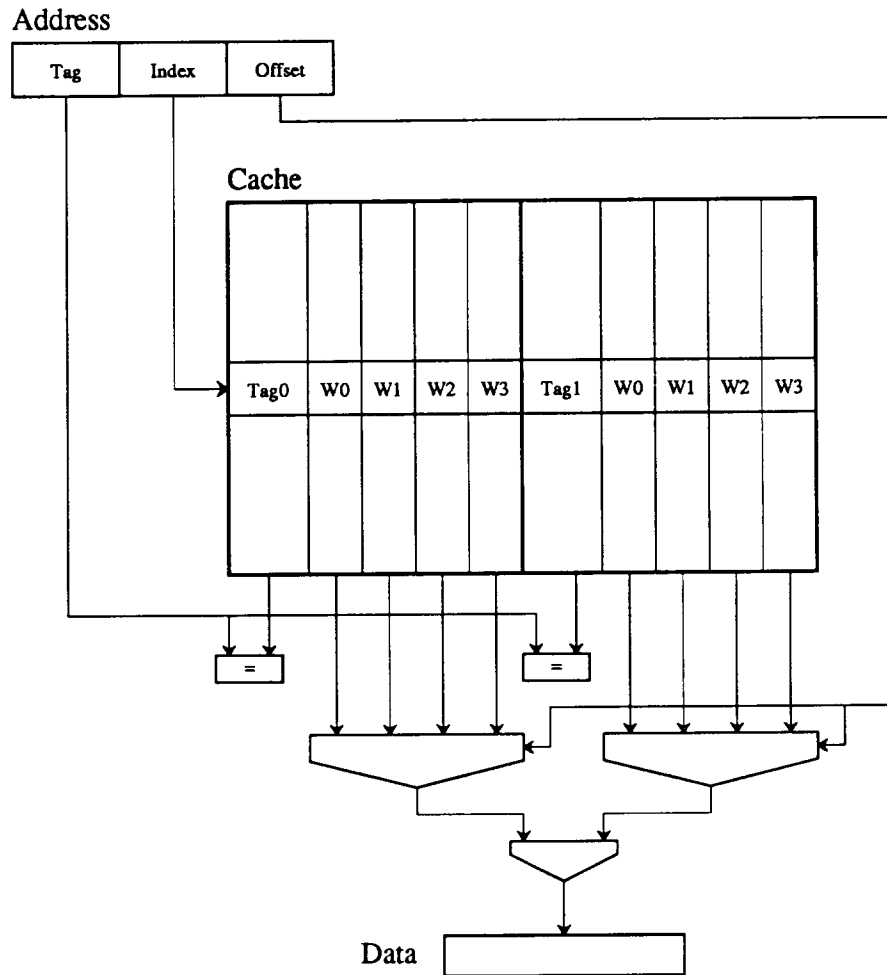 Address
Tag Index Offset
Cache
Tag0 W0 W1 W2 W3 Tag1 W0 W1 W2 W3
= =
Data